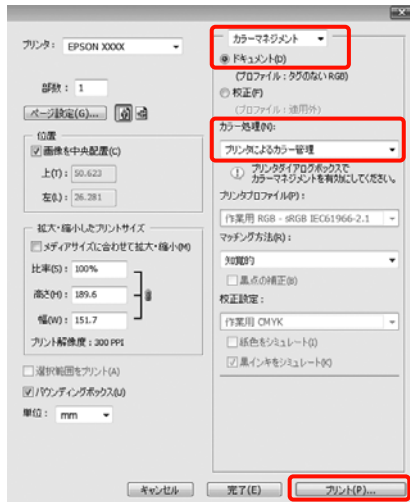 プリンタ： EPSON XXXX
部数： 1
ページ設定(G)...
位置
画像を中央配置(C)
上(T)： 50.623
左(L)： 26.281
拡大・縮小したプリントサイズ
メディアサイズに合わせて拡大・縮小(M)
比率(S)： 100%
高さ(H)： 189.6
幅(W)： 151.7
プリント解像度：300 PPI
選択範囲をプリント(A)
バウンディングボックス(U)
単位： mm
カラーマネジメント
ドキュメント(D)
(プロファイル：タグのない RGB)
校正(F)
(プロファイル：適用外)
カラー処理(N)：
プリンタによるカラー管理
プリンタダイアログボックスで
カラーマネジメントを有効にしてください。
プリンタプロファイル(P)：
作業用 RGB - sRGB IEC61966-2.1
マッチング方法(R)：
知覚的
黒点の補正(B)
校正設定：
作業用 CMYK
紙色をシミュレート(I)
黒インキをシミュレート(K)
キャンセル
完了(E)
プリント(P)...